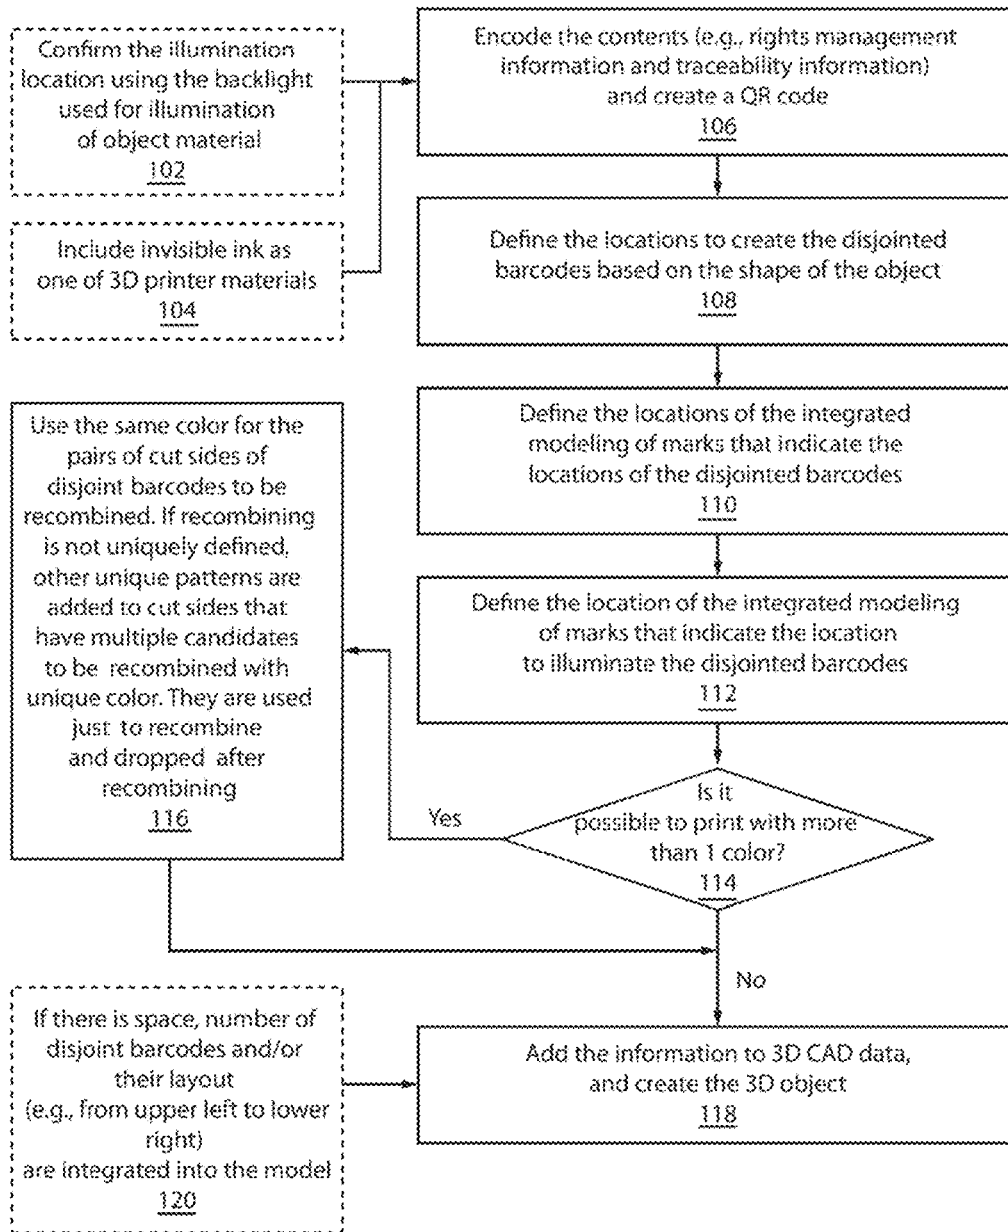 Confirm the illumination
location using the backlight
used for illumination
of object material
102
Include invisible ink as
one of 3D printer materials
104
Encode the contents (e.g., rights management
information and traceability information)
and create a QR code
106
Define the locations to create the disjointed
barcodes based on the shape of the object
108
Define the locations of the integrated
modeling of marks that indicate the
locations of the disjointed barcodes
110
Define the location of the integrated modeling
of marks that indicate the location
to illuminate the disjointed barcodes
112
Is it
possible to print with more
than 1 color?
114
Yes
Use the same color for the
pairs of cut sides of
disjoint barcodes to be
recombined. If recombining
is not uniquely defined,
other unique patterns are
added to cut sides that
have multiple candidates
to be recombined with
unique color. They are used
just to recombine
and dropped after
recombining
116
No
If there is space, number of
disjoint barcodes and/or
their layout
(e.g., from upper left to lower
right)
are integrated into the model
120
Add the information to 3D CAD data,
and create the 3D object
118